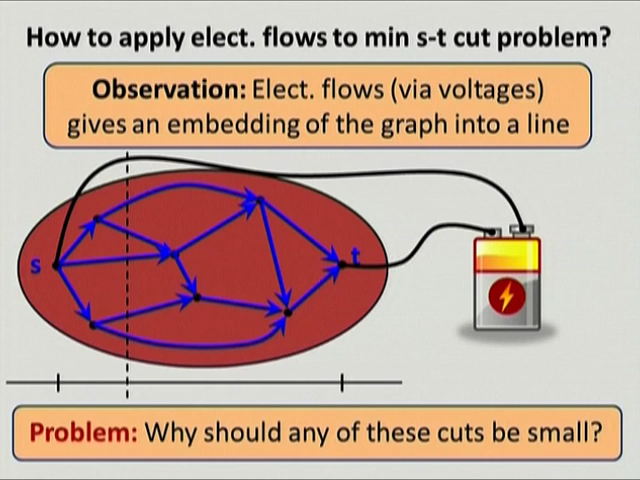 How to apply elect. flows to min s-t cut problem?
Observation: Elect. flows (via voltages)
gives an embedding of the graph into a line
s
t
Problem: Why should any of these cuts be small?